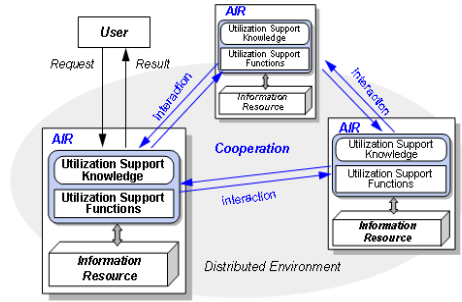 AIR
Utilization Support
Knowledge
Utilization Support
Functions
Information
Resource
User
Request
Result
interaction
interaction
AIR
Utilization Support
Knowledge
Utilization Support
Functions
Information
Resource
Cooperation
interaction
AIR
Utilization Support
Knowledge
Utilization Support
Functions
Information
Resource
Distributed Environment